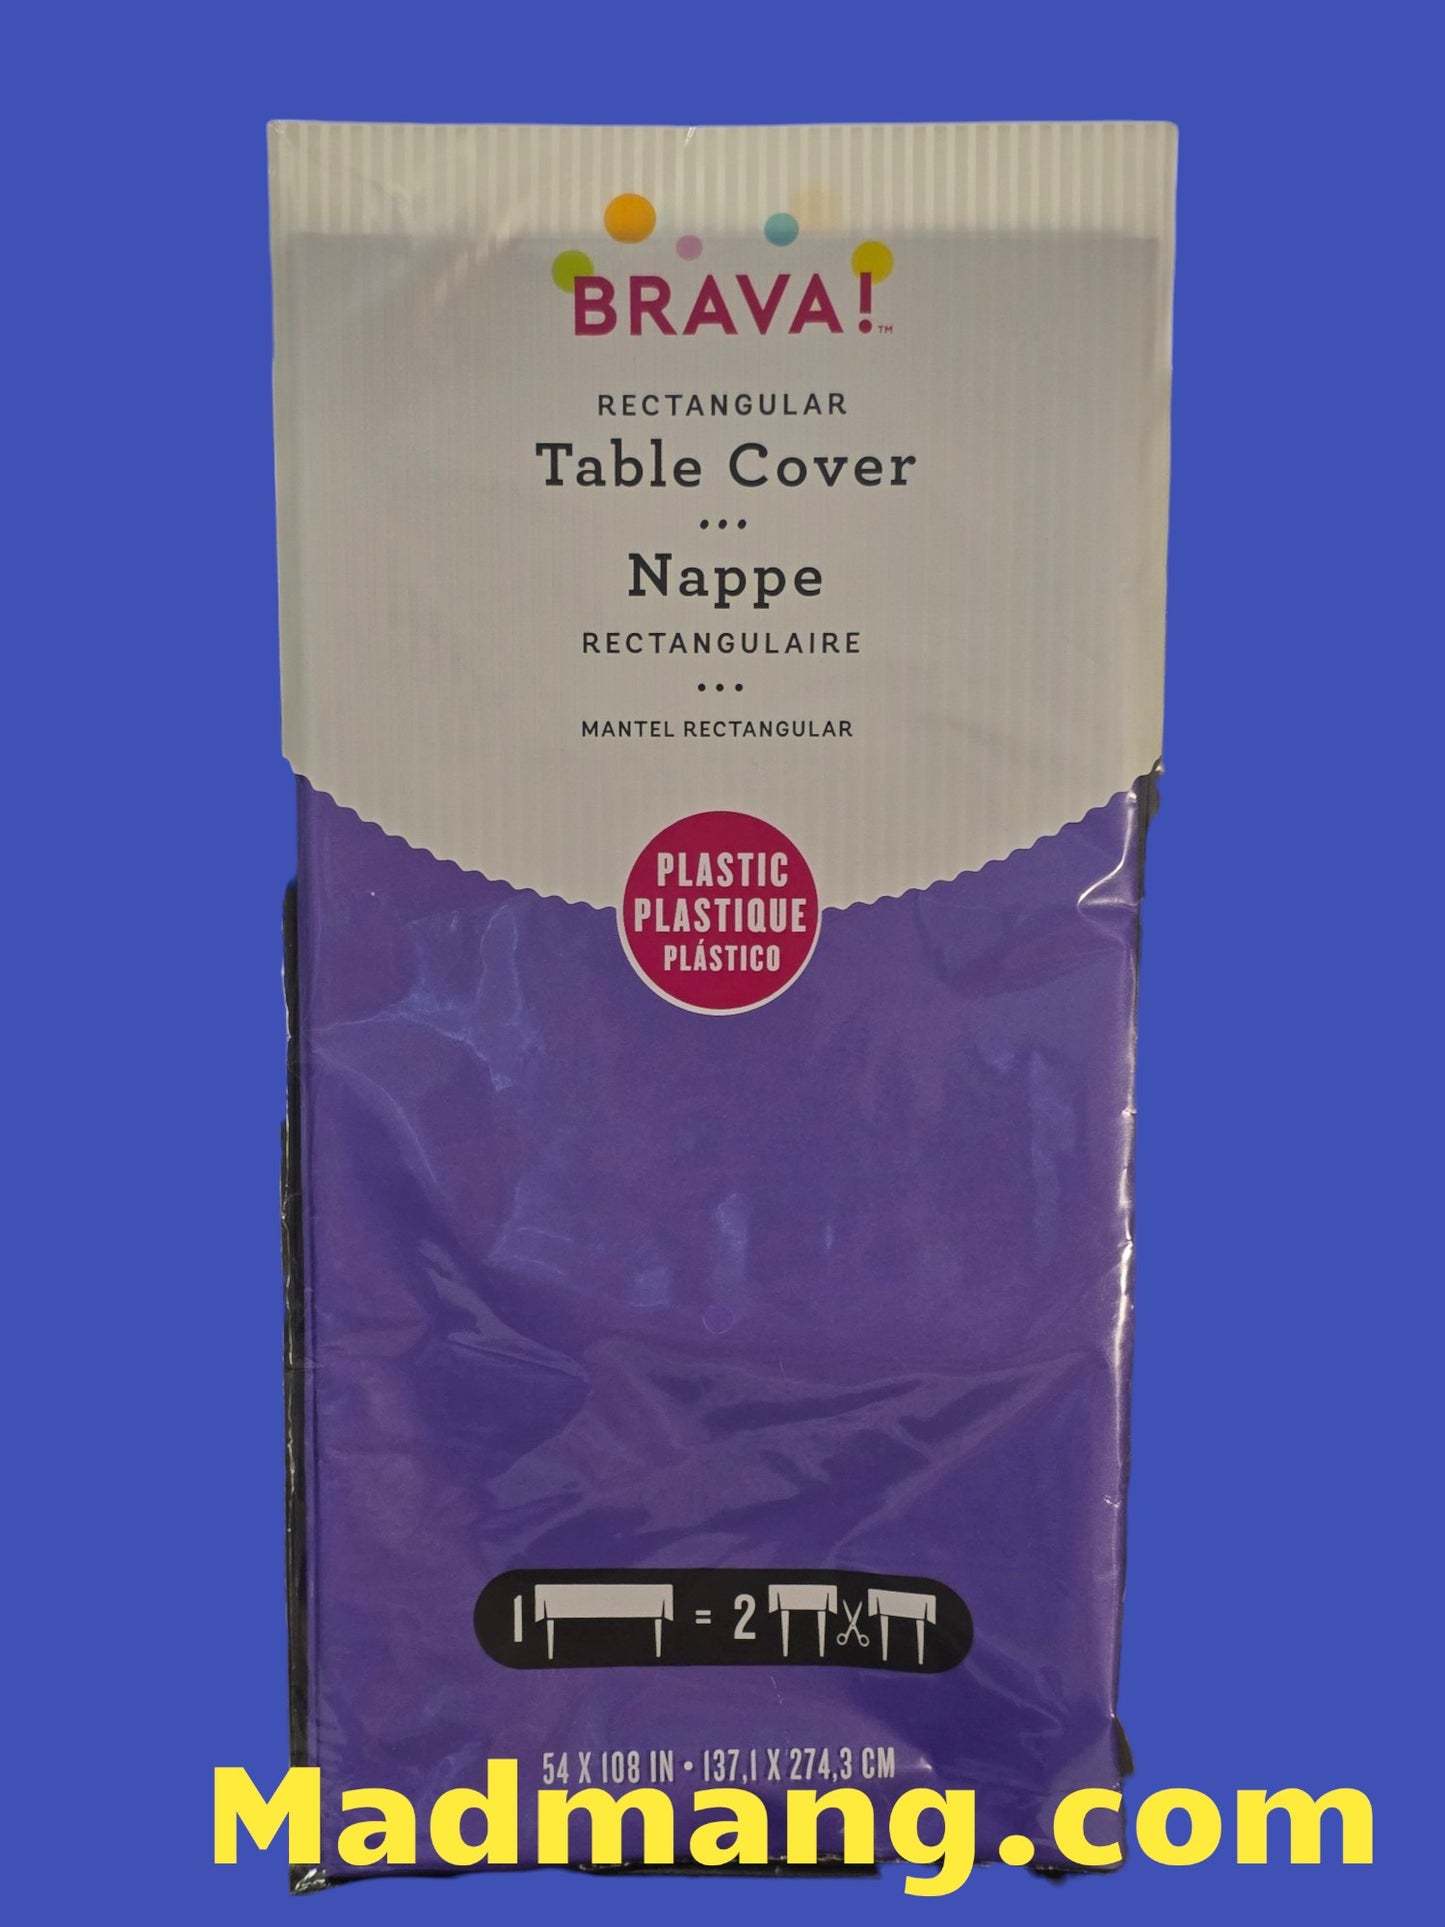 BRAVA!™
RECTANGULAR
Table Cover
•••
Nappe
RECTANGULAIRE
•••
MANTEL RECTANGULAR
PLASTIC
PLASTIQUE
PLÁSTICO
1 = 2
54 X 108 IN • 137,1 X 274,3 CM
Madmang.com